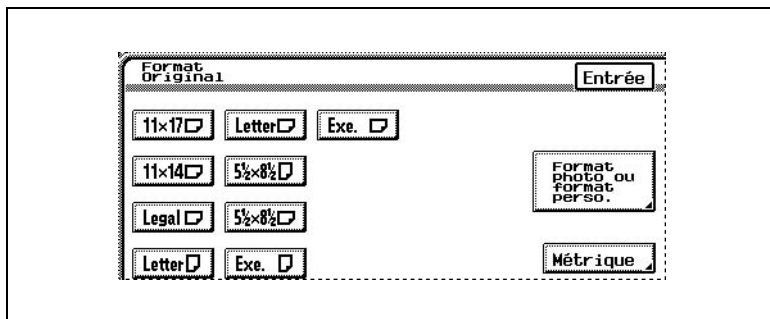 Format
Original
Entrée
11×17 Letter Exe.
11×14 5½×8½
Format
photo ou
format
perso.
Legal 5½×8½
Letter Exe.
Métrique